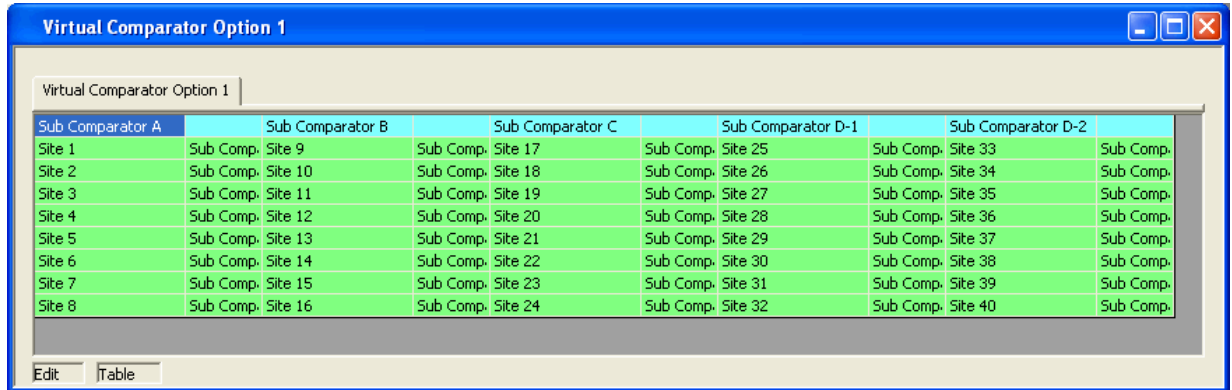 Virtual Comparator Option 1
Virtual Comparator Option 1
Sub Comparator A Sub Comparator B Sub Comparator C Sub Comparator D-1 Sub Comparator D-2
Site 1 Sub Comp. Site 9 Sub Comp. Site 17 Sub Comp. Site 25 Sub Comp. Site 33 Sub Comp.
Site 2 Sub Comp. Site 10 Sub Comp. Site 18 Sub Comp. Site 26 Sub Comp. Site 34 Sub Comp.
Site 3 Sub Comp. Site 11 Sub Comp. Site 19 Sub Comp. Site 27 Sub Comp. Site 35 Sub Comp.
Site 4 Sub Comp. Site 12 Sub Comp. Site 20 Sub Comp. Site 28 Sub Comp. Site 36 Sub Comp.
Site 5 Sub Comp. Site 13 Sub Comp. Site 21 Sub Comp. Site 29 Sub Comp. Site 37 Sub Comp.
Site 6 Sub Comp. Site 14 Sub Comp. Site 22 Sub Comp. Site 30 Sub Comp. Site 38 Sub Comp.
Site 7 Sub Comp. Site 15 Sub Comp. Site 23 Sub Comp. Site 31 Sub Comp. Site 39 Sub Comp.
Site 8 Sub Comp. Site 16 Sub Comp. Site 24 Sub Comp. Site 32 Sub Comp. Site 40 Sub Comp.
Edit Table